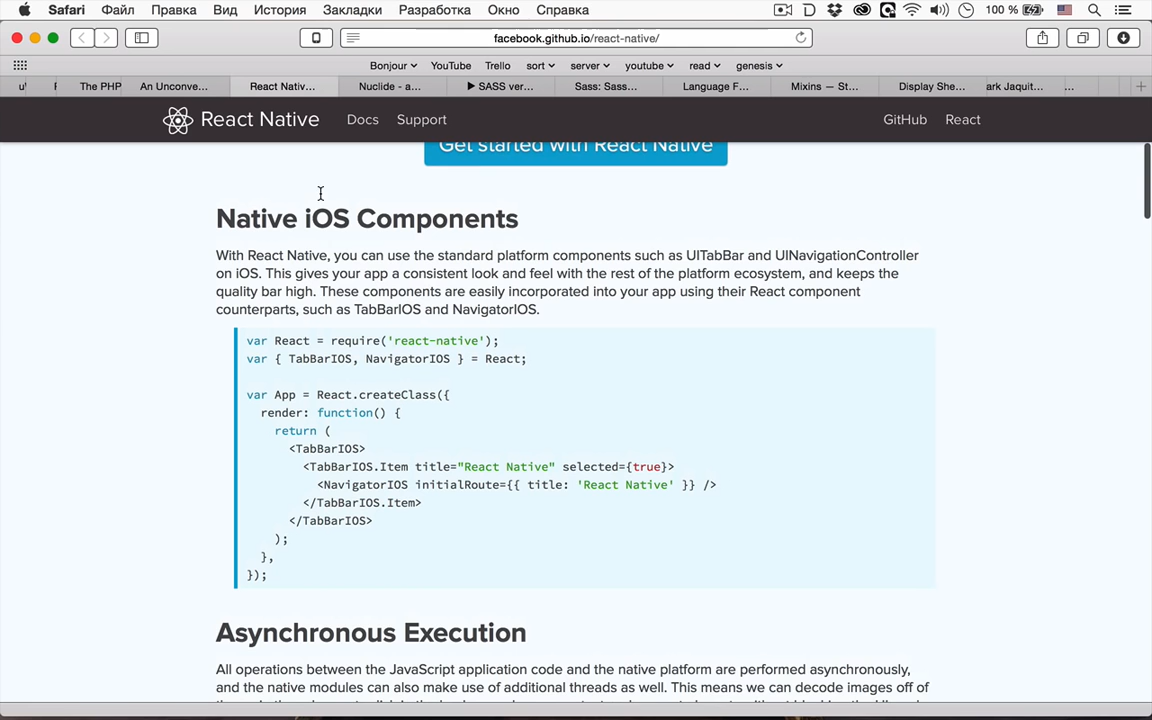 Safari Файл Правка Вид История Закладки Разработка Окно Справка 100 %
facebook.github.io/react-native/
Bonjour YouTube Trello sort server youtube read genesis
The PHP An Unconve... React Nativ... Nuclide - a... ▶ SASS ver... Sass: Sass... Language F... Mixins — St... Display She... ark Jaquit... ...
React Native Docs Support GitHub React
Get started with React Native
Native iOS Components
With React Native, you can use the standard platform components such as UITabBar and UINavigationController
on iOS. This gives your app a consistent look and feel with the rest of the platform ecosystem, and keeps the
quality bar high. These components are easily incorporated into your app using their React component
counterparts, such as TabBarIOS and NavigatorIOS.
var React = require('react-native');
var { TabBarIOS, NavigatorIOS } = React;
var App = React.createClass({
render: function() {
return (
<TabBarIOS>
<TabBarIOS.Item title="React Native" selected={true}>
<NavigatorIOS initialRoute={{ title: 'React Native' }} />
</TabBarIOS.Item>
</TabBarIOS>
);
},
});
Asynchronous Execution
All operations between the JavaScript application code and the native platform are performed asynchronously,
and the native modules can also make use of additional threads as well. This means we can decode images off of